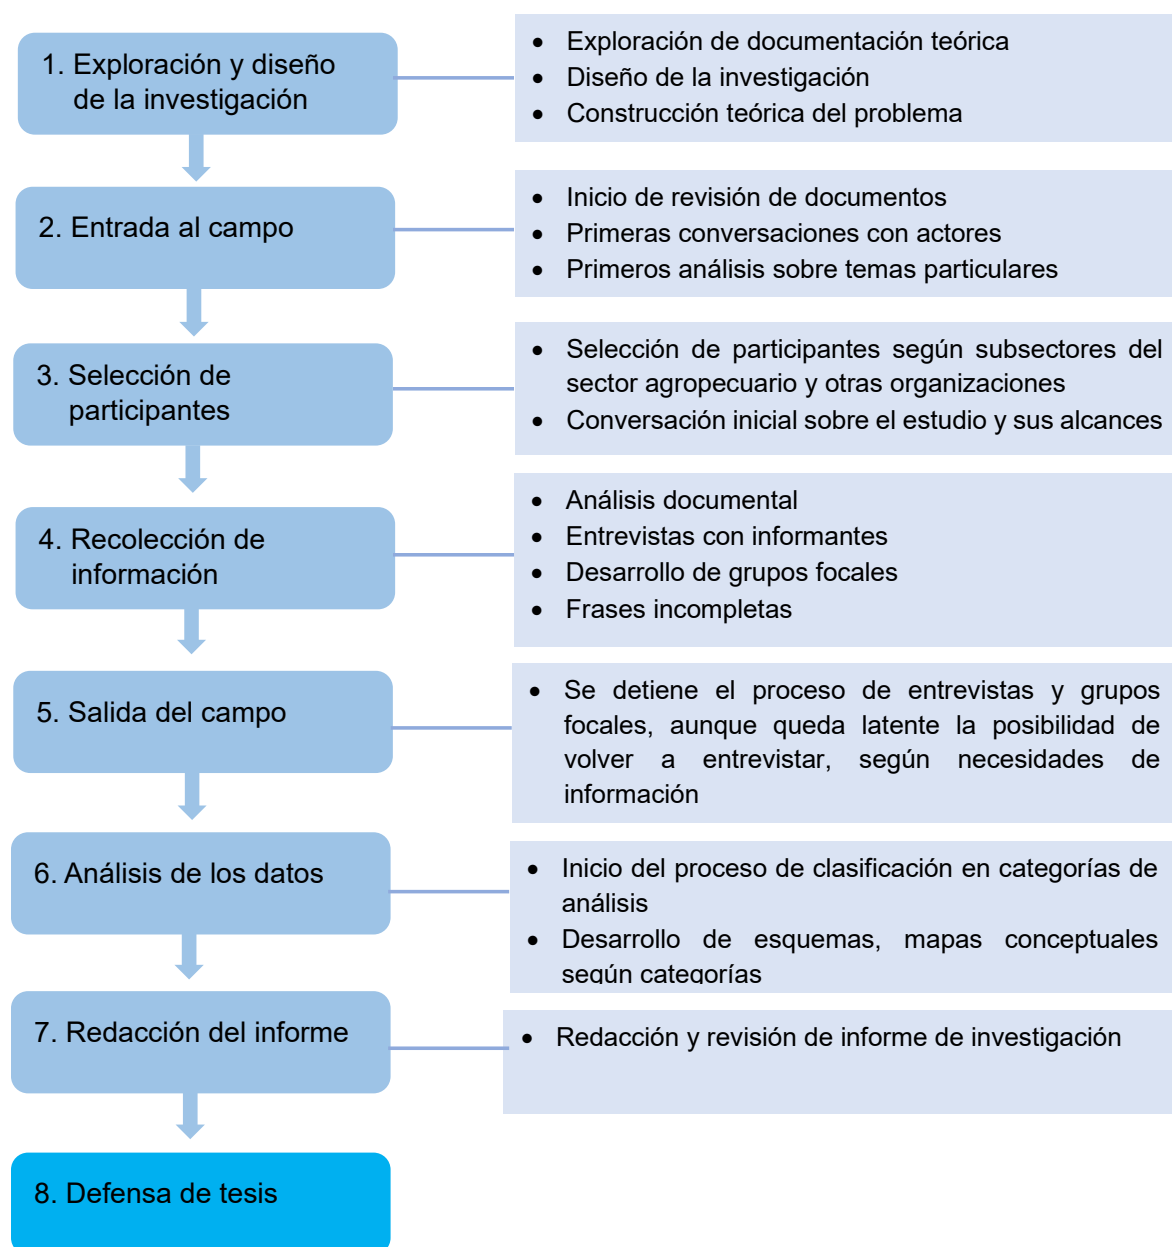 1. Exploración y diseño
de la investigación
• Exploración de documentación teórica
• Diseño de la investigación
• Construcción teórica del problema
2. Entrada al campo
• Inicio de revisión de documentos
• Primeras conversaciones con actores
• Primeros análisis sobre temas particulares
3. Selección de
participantes
• Selección de participantes según subsectores del
sector agropecuario y otras organizaciones
• Conversación inicial sobre el estudio y sus alcances
4. Recolección de
información
• Análisis documental
• Entrevistas con informantes
• Desarrollo de grupos focales
• Frases incompletas
5. Salida del campo
• Se detiene el proceso de entrevistas y grupos
focales, aunque queda latente la posibilidad de
volver a entrevistar, según necesidades de
información
6. Análisis de los datos
• Inicio del proceso de clasificación en categorías de
análisis
• Desarrollo de esquemas, mapas conceptuales
según categorías
7. Redacción del informe
• Redacción y revisión de informe de investigación
8. Defensa de tesis